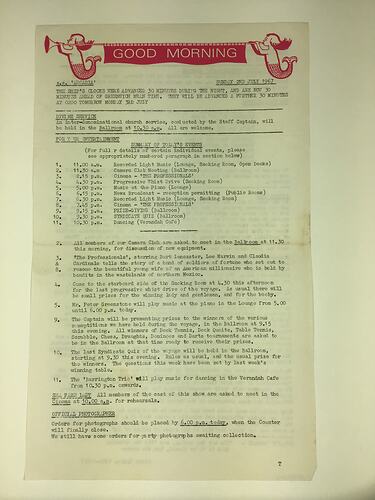 GOOD MORNING
S.S. "ARCADIA" SUNDAY 2ND JULY 1967
THE SHIP'S CLOCKS WERE ADVANCED 30 MINUTES DURING THE NIGHT, AND ARE NOW 30
MINUTES AHEAD OF GREENWICH MEAN TIME. THEY WILL BE ADVANCED A FURTHER 30 MINUTES
AT 0200 TOMORROW MONDAY 3RD JULY
DIVINE SERVICE
An inter-denominational church service, conducted by the Staff Captain, will
be held in the Ballroom at 10.30 a.m. All are welcome.
FOR YOUR ENTERTAINMENT
SUMMARY OF TODAY'S EVENTS
(For full details of certain individual events, please
see appropriately numbered paragraph in section below)
1. 11.00 a.m. Recorded Light Music (Lounge, Smoking Room, Open Decks)
2. 11.30 a.m Camera Club Meeting (Ballroom)
3. 2.15 p.m. Cinema - "THE PROFESSIONALS"
4. 4.30 p.m. Progressive Whist Drive (Smoking Room)
5. 5.00 p.m. Music at the Piano (Lounge)
6. News Broadcast - reception permitting (Public Rooms)
7. 6.30 p.m. Recorded Light Music (Lounge, Smoking Room)
8. Cinema - "THE PROFESSIONALS"
9. 9.15 p.m. PRIZE-GIVING (Ballroom)
10. 9.30 p.m. SYNDICATE QUIZ (Ballroom)
11. 10.30 p.m. Dancing (Verandah Cafe)
2. All members of our Camera Club are asked to meet in the Ballroom at 11.30
this morning, for discussion of new equipment.
3. "The Professionals", starring Burt Lancaster, Lee Marvin and Claudia
& Cardinale tells the story of a band of soldiers of fortune who set out to
8 rescue the beautiful young wife of an American millionaire who is held by
bandits in the wastelands of northern Mexico.
4. Come to the starboard side of the Smoking Room at 4.30 this afternoon
for the last progressive whist drive of the voyage. As usual there will
be small prizes for the winning lady and gentleman, and for the booby.
5. Mr. Peter Greenstone will play music at the piano in the Lounge from 5.00
until 6.00 p.m. today.
9. The Captain will be presenting prizes to the winners of the various
competitions we have held during the voyage, in the Ballroom at 9.15
this evening. All winners of Deck Tennis, Deck Quoits, Table Tennis,
Scrabble, Chess, Draughts, Dominoes and Darts tournaments are asked to
be in the Ballroom at that time ready to receive their prizes.
10. The last Syndicate Quiz of the voyage will be held in the Ballroom,
starting at 9.30 this evening. Rules as usual, and the usual prize for
the winners. The questions this week have been set by last week's
winning table.
11. The 'Barrington Trio' will play music for dancing in the Verandah Cafe
from 10.30 p.m. onwards.
All members of the cast of this show are asked to meet in the
Cinema at 10.00 a.m. for rehearsals.
OFFICIAL PHOTOGRAPHER
Orders for photographs should be placed by 6.00 p.m. today, when the Counter
will finally close.
We still have some orders for party photographs awaiting collection.